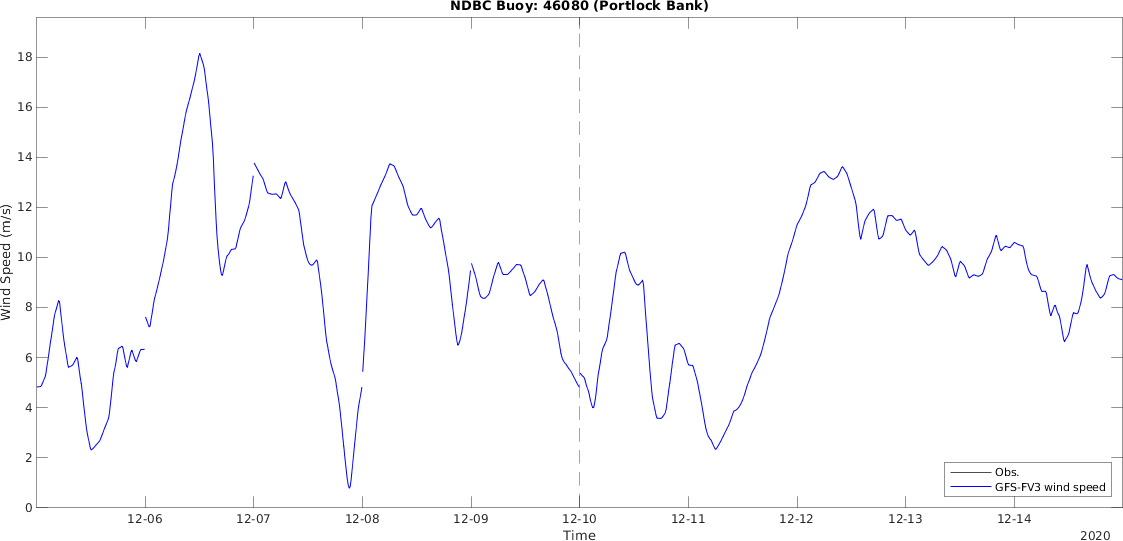 NDBC Buoy: 46080 (Portlock Bank)
Wind Speed (m/s)
18
16
14
12
10
8
6
4
2
0
Obs.
GFS-FV3 wind speed
12-06 12-07 12-08 12-09 12-10 12-11 12-12 12-13 12-14
Time
2020